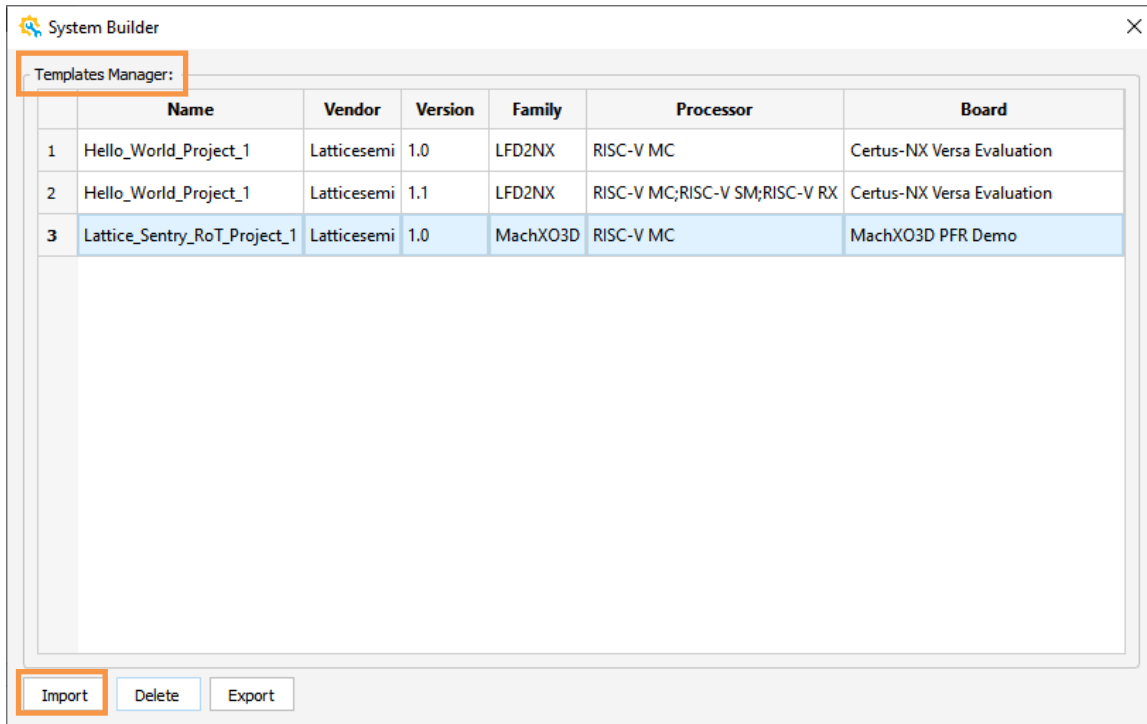 System Builder
Templates Manager:
Name Vendor Version Family Processor Board
1 Hello_World_Project_1 Latticesemi 1.0 LFD2NX RISC-V MC Certus-NX Versa Evaluation
2 Hello_World_Project_1 Latticesemi 1.1 LFD2NX RISC-V MC;RISC-V SM;RISC-V RX Certus-NX Versa Evaluation
3 Lattice_Sentry_RoT_Project_1 Latticesemi 1.0 MachXO3D RISC-V MC MachXO3D PFR Demo
Import Delete Export